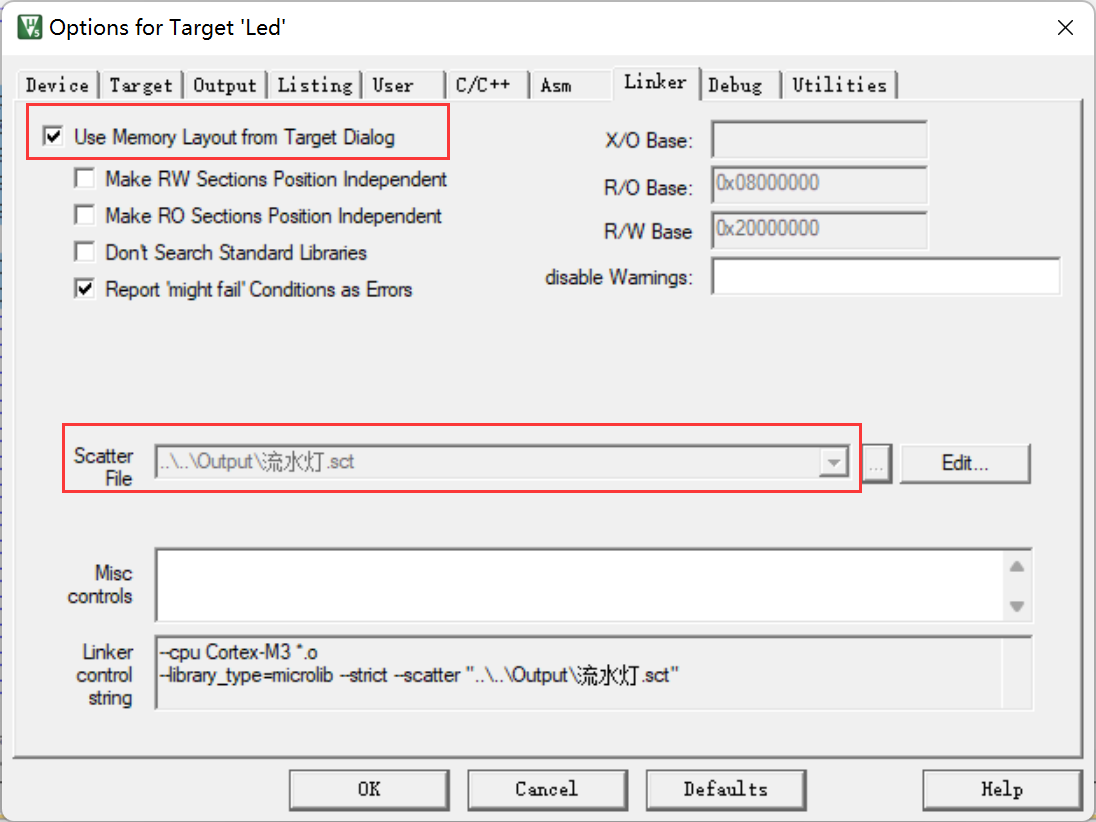 Options for Target 'Led'
Device Target Output Listing User C/C++ Asm Linker Debug Utilities
Use Memory Layout from Target Dialog
Make RW Sections Position Independent
Make RO Sections Position Independent
Don't Search Standard Libraries
Report 'might fail' Conditions as Errors
X/O Base:
R/O Base: 0x08000000
R/W Base 0x20000000
disable Warnings:
Scatter
File
..\..\Output\流水灯.sct
...
Edit...
Misc
controls
Linker
control
string
--cpu Cortex-M3 *.o
--library_type=microlib --strict --scatter "..\..\Output\流水灯.sct"
OK Cancel Defaults Help